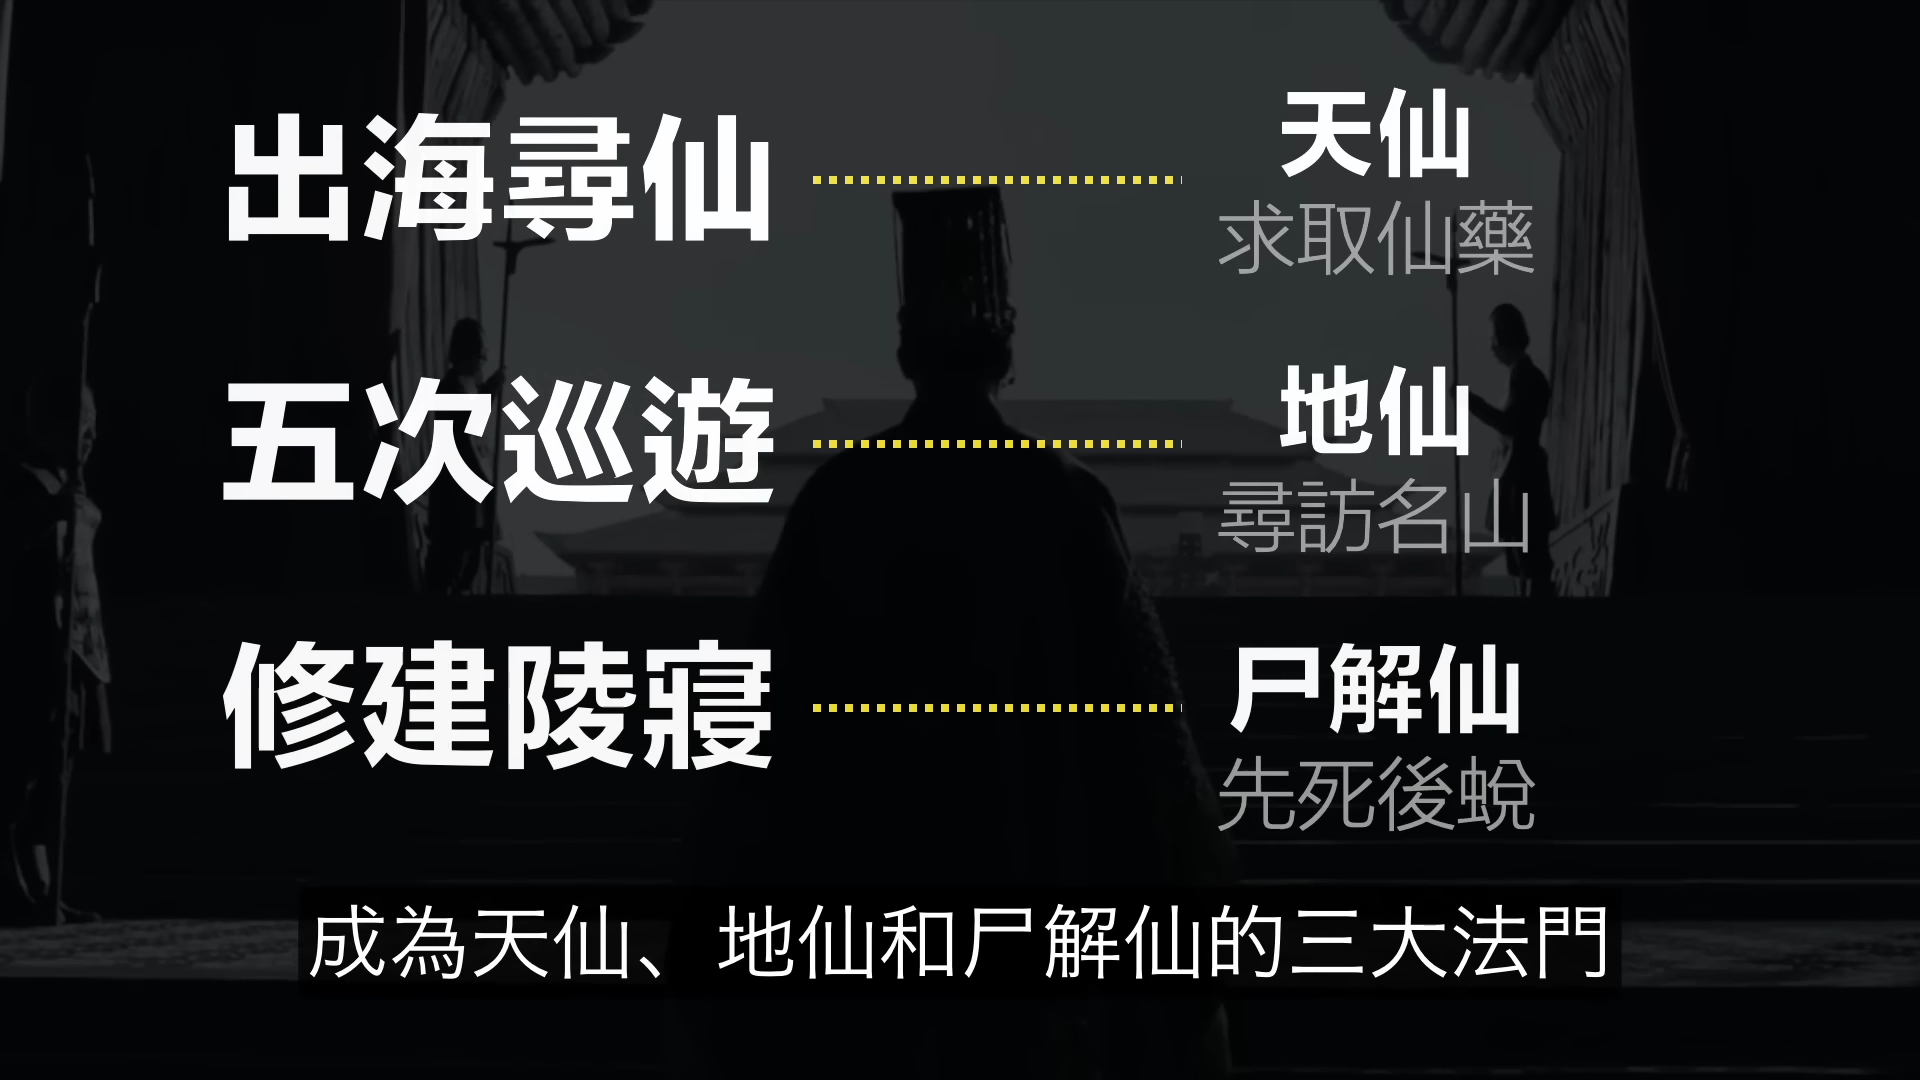 出海尋仙
天仙
求取仙藥
五次巡遊
地仙
尋訪名山
修建陵寢
尸解仙
先死後蛻
成為天仙、地仙和尸解仙的三大法門